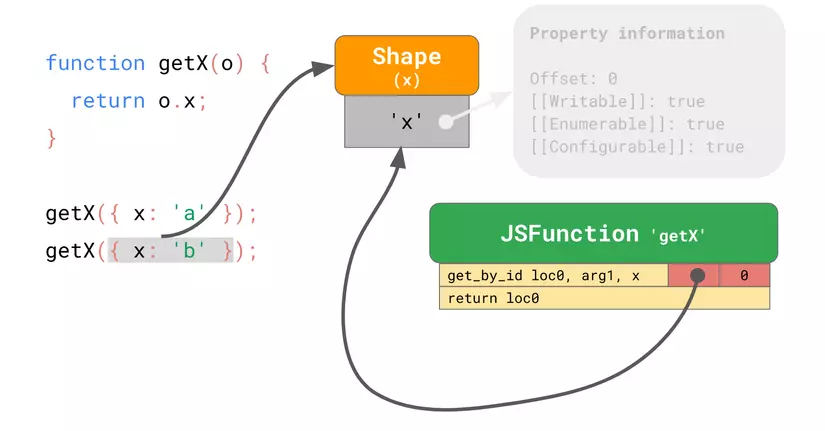 function getX(o) {
  return o.x;
}
getX({ x: 'a' });
getX({ x: 'b' });
Shape
(x)
'x'
Property information
Offset: 0
[[Writable]]: true
[[Enumerable]]: true
[[Configurable]]: true
JSFunction 'getX'
get_by_id loc0, arg1, x
0
return loc0